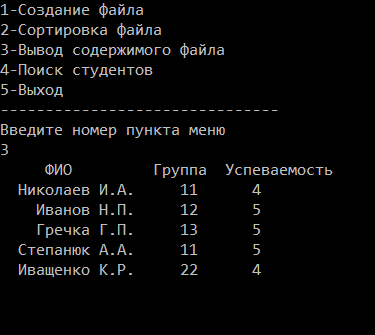 1-Создание файла
2-Сортировка файла
3-Вывод содержимого файла
4-Поиск студентов
5-Выход
-------------------------------
Введите номер пункта меню
3
ФИО Группа Успеваемость
Николаев И.А. 11 4
Иванов Н.П. 12 5
Гречка Г.П. 13 5
Степанюк А.А. 11 5
Иващенко К.Р. 22 4